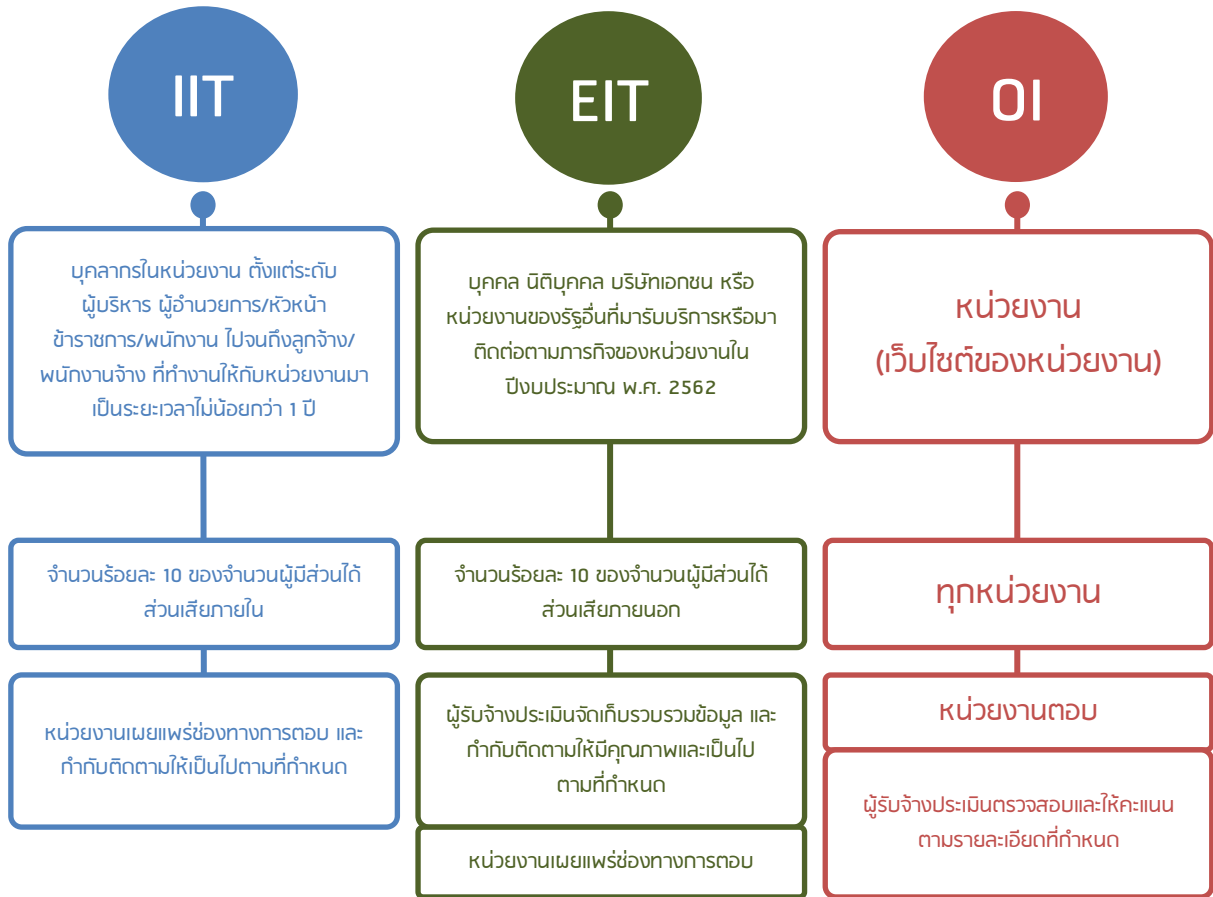 IIT
บุคลากรในหน่วยงาน ตั้งแต่ระดับ
ผู้บริหาร ผู้อำนวยการ/หัวหน้า
ข้าราชการ/พนักงาน ไปจนถึงลูกจ้าง/
พนักงานจ้าง ที่ทำงานให้กับหน่วยงานมา
เป็นระยะเวลาไม่น้อยกว่า 1 ปี
จำนวนร้อยละ 10 ของจำนวนผู้มีส่วนได้
ส่วนเสียภายใน
หน่วยงานเผยแพร่ช่องทางการตอบ และ
กำกับติดตามให้เป็นไปตามที่กำหนด
EIT
บุคคล นิติบุคคล บริษัทเอกชน หรือ
หน่วยงานของรัฐอื่นที่มารับบริการหรือมา
ติดต่อตามภารกิจของหน่วยงานใน
ปีงบประมาณ พ.ศ. 2562
จำนวนร้อยละ 10 ของจำนวนผู้มีส่วนได้
ส่วนเสียภายนอก
ผู้รับจ้างประเมินจัดเก็บรวบรวมข้อมูล และ
กำกับติดตามให้มีคุณภาพและเป็นไป
ตามที่กำหนด
หน่วยงานเผยแพร่ช่องทางการตอบ
OI
หน่วยงาน
(เว็บไซต์ของหน่วยงาน)
ทุกหน่วยงาน
หน่วยงานตอบ
ผู้รับจ้างประเมินตรวจสอบและให้คะแนน
ตามรายละเอียดที่กำหนด